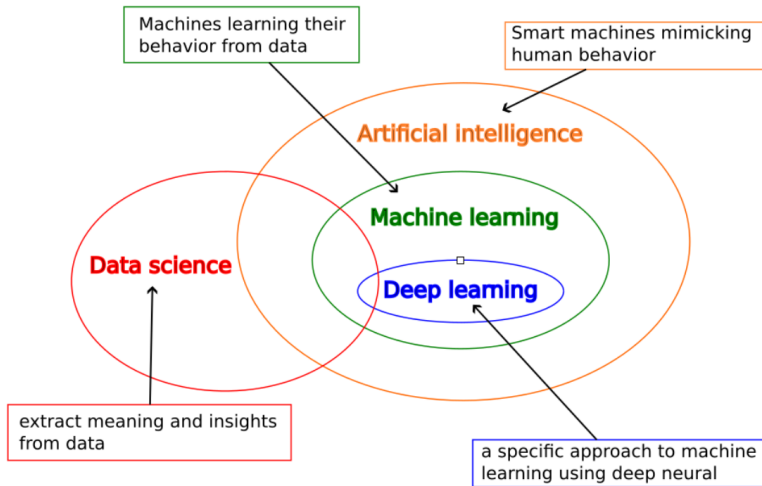 Machines learning their
behavior from data
Smart machines mimicking
human behavior
Artificial intelligence
Machine learning
Data science
Deep learning
extract meaning and insights
from data
a specific approach to machine
learning using deep neural